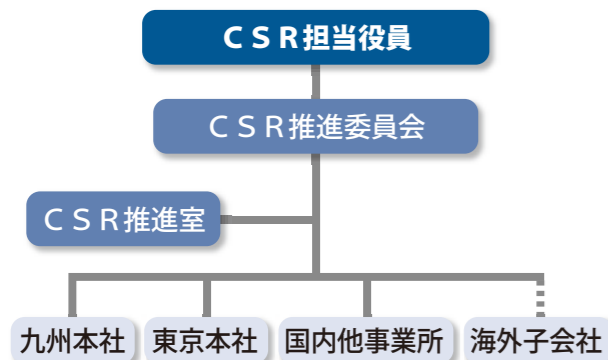 ＣＳＲ担当役員
ＣＳＲ推進委員会
ＣＳＲ推進室
九州本社
東京本社
国内他事業所
海外子会社